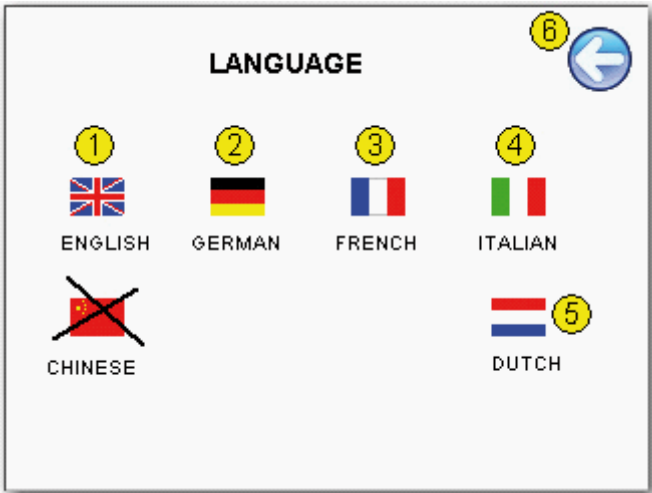 6
LANGUAGE
1 2 3 4
ENGLISH GERMAN FRENCH ITALIAN
5
CHINESE DUTCH